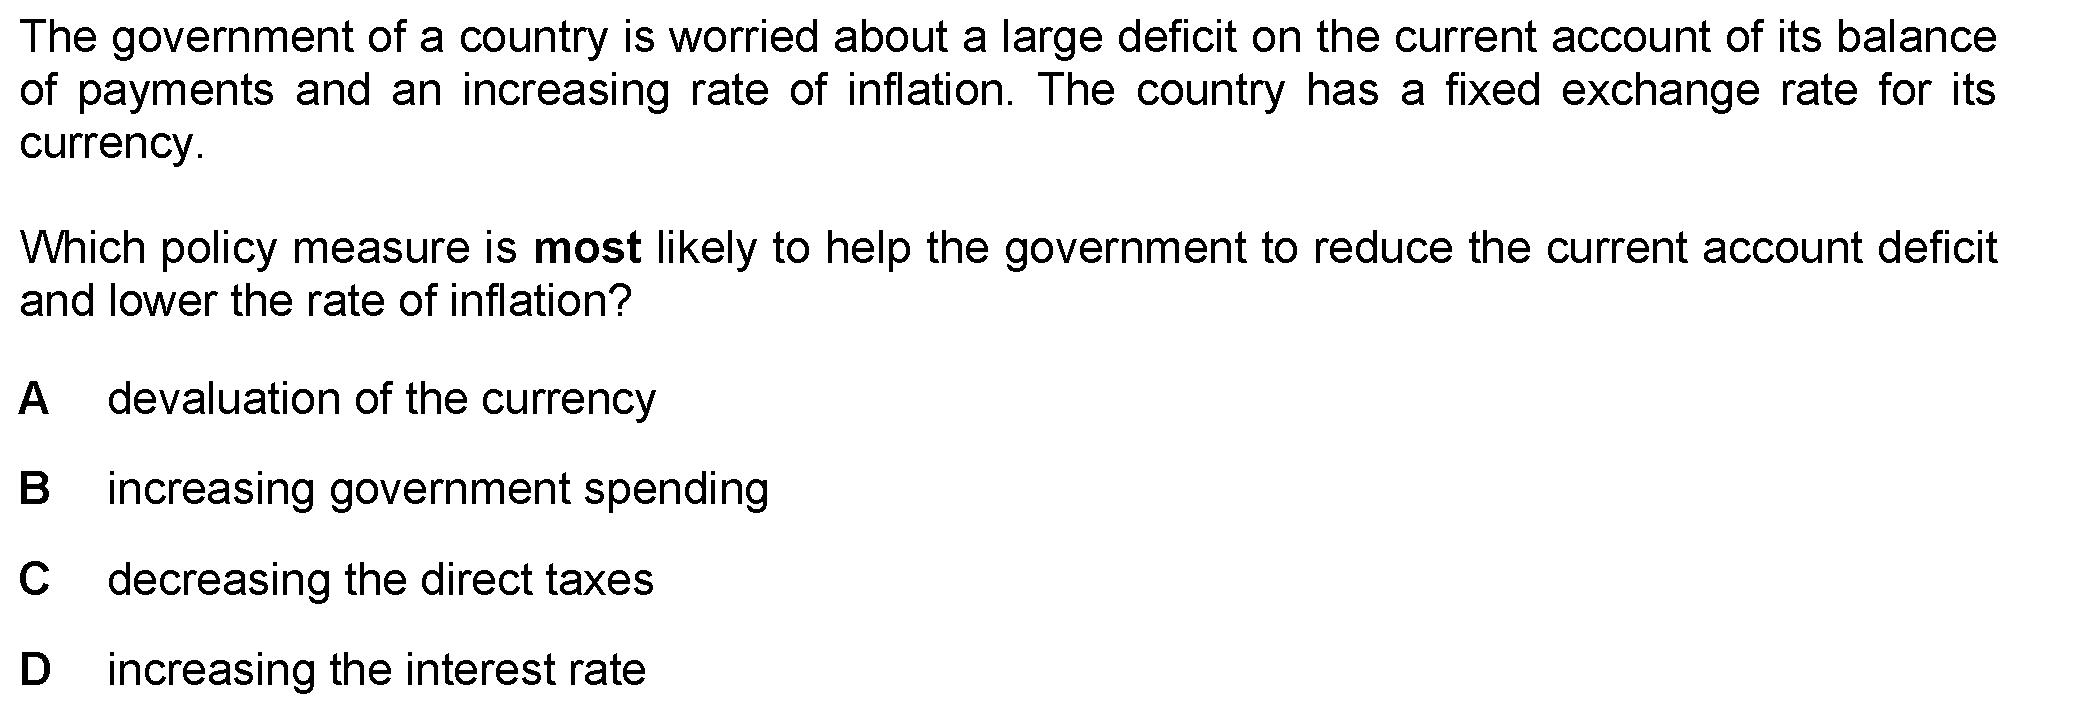 The government of a country is worried about a large deficit on the current account of its balance
of payments and an increasing rate of inflation. The country has a fixed exchange rate for its
currency.
Which policy measure is most likely to help the government to reduce the current account deficit
and lower the rate of inflation?
A devaluation of the currency
B increasing government spending
C decreasing the direct taxes
D increasing the interest rate